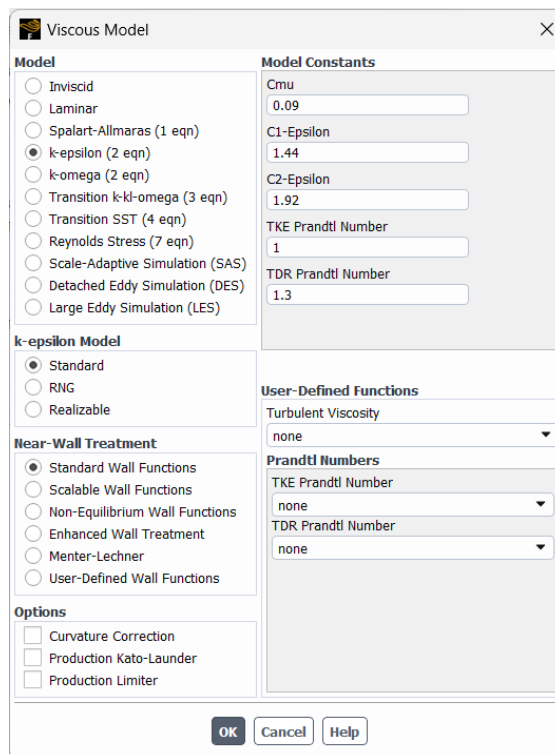 Viscous Model
Model
Inviscid
Laminar
Spalart-Allmaras (1 eqn)
k-epsilon (2 eqn)
k-omega (2 eqn)
Transition k-kl-omega (3 eqn)
Transition SST (4 eqn)
Reynolds Stress (7 eqn)
Scale-Adaptive Simulation (SAS)
Detached Eddy Simulation (DES)
Large Eddy Simulation (LES)
k-epsilon Model
Standard
RNG
Realizable
Near-Wall Treatment
Standard Wall Functions
Scalable Wall Functions
Non-Equilibrium Wall Functions
Enhanced Wall Treatment
Menter-Lechner
User-Defined Wall Functions
Options
Curvature Correction
Production Kato-Launder
Production Limiter
Model Constants
Cmu
0.09
C1-Epsilon
1.44
C2-Epsilon
1.92
TKE Prandtl Number
1
TDR Prandtl Number
1.3
User-Defined Functions
Turbulent Viscosity
none
Prandtl Numbers
TKE Prandtl Number
none
TDR Prandtl Number
none
OK Cancel Help